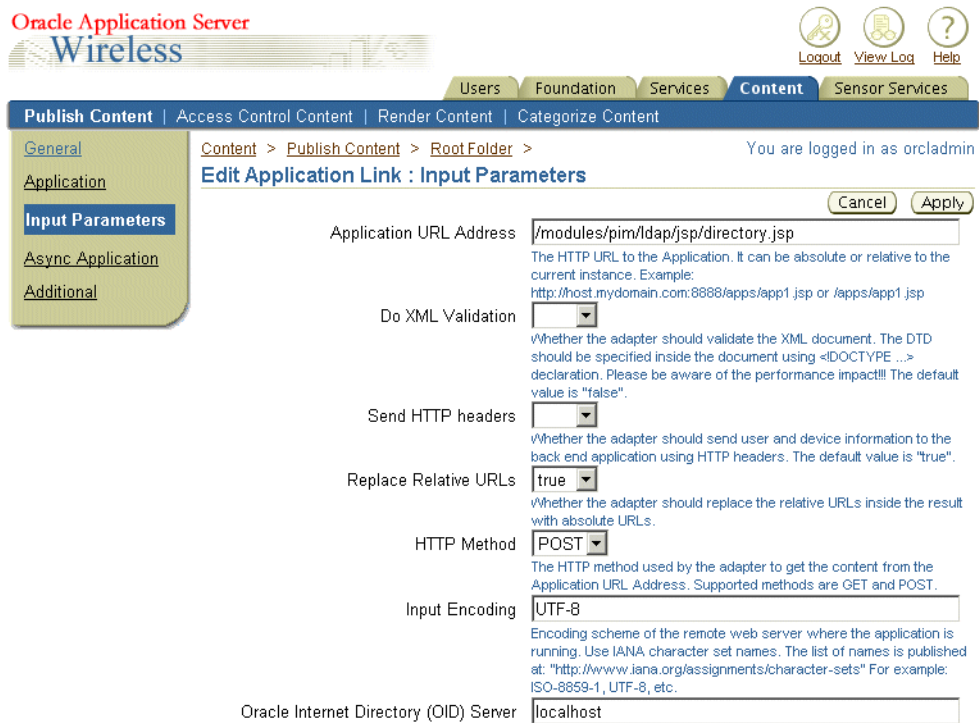 Oracle Application Server
Wireless
Logout View Log Help
Users Foundation Services Content Sensor Services
Publish Content | Access Control Content | Render Content | Categorize Content
General
Application
Input Parameters
Async Application
Additional
Content > Publish Content > Root Folder >
You are logged in as orcladmin
Edit Application Link : Input Parameters
Cancel Apply
Application URL Address /modules/pim/ldap/jsp/directory.jsp
The HTTP URL to the Application. It can be absolute or relative to the
current instance. Example:
http://host.mydomain.com:8888/apps/app1.jsp or /apps/app1.jsp
Do XML Validation
Whether the adapter should validate the XML document. The DTD
should be specified inside the document using <!DOCTYPE ...>
declaration. Please be aware of the performance impact!!! The default
value is "false".
Send HTTP headers
Whether the adapter should send user and device information to the
back end application using HTTP headers. The default value is "true".
Replace Relative URLs true
Whether the adapter should replace the relative URLs inside the result
with absolute URLs.
HTTP Method POST
The HTTP method used by the adapter to get the content from the
Application URL Address. Supported methods are GET and POST.
Input Encoding UTF-8
Encoding scheme of the remote web server where the application is
running. Use IANA character set names. The list of names is published
at: "http://www.iana.org/assignments/character-sets" For example:
ISO-8859-1, UTF-8, etc.
Oracle Internet Directory (OID) Server localhost